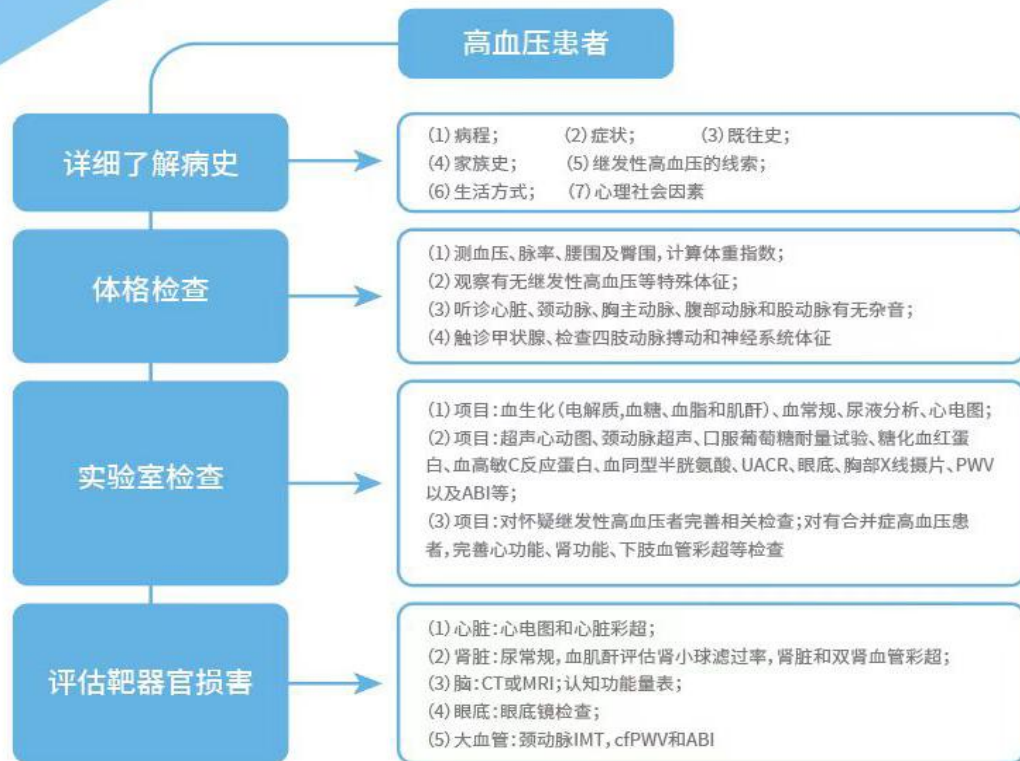 高血压患者
详细了解病史
(1)病程; (2)症状; (3)既往史;
(4)家族史; (5)继发性高血压的线索;
(6)生活方式; (7)心理社会因素
体格检查
(1)测血压、脉率、腰围及臀围,计算体重指数;
(2)观察有无继发性高血压等特殊体征;
(3)听诊心脏、颈动脉、胸主动脉、腹部动脉和股动脉有无杂音;
(4)触诊甲状腺、检查四肢动脉搏动和神经系统体征
实验室检查
(1)项目:血生化(电解质,血糖、血脂和肌酐)、血常规、尿液分析、心电图;
(2)项目:超声心动图、颈动脉超声、口服葡萄糖耐量试验、糖化血红蛋
白、血高敏C反应蛋白、血同型半胱氨酸、UACR、眼底、胸部X线摄片、PWV
以及ABI等;
(3)项目:对怀疑继发性高血压者完善相关检查;对有合并症高血压患
者,完善心功能、肾功能、下肢血管彩超等检查
评估靶器官损害
(1)心脏:心电图和心脏彩超;
(2)肾脏:尿常规,血肌酐评估肾小球滤过率,肾脏和双肾血管彩超;
(3)脑:CT或MRI;认知功能量表;
(4)眼底:眼底镜检查;
(5)大血管:颈动脉IMT,cfPWV和ABI